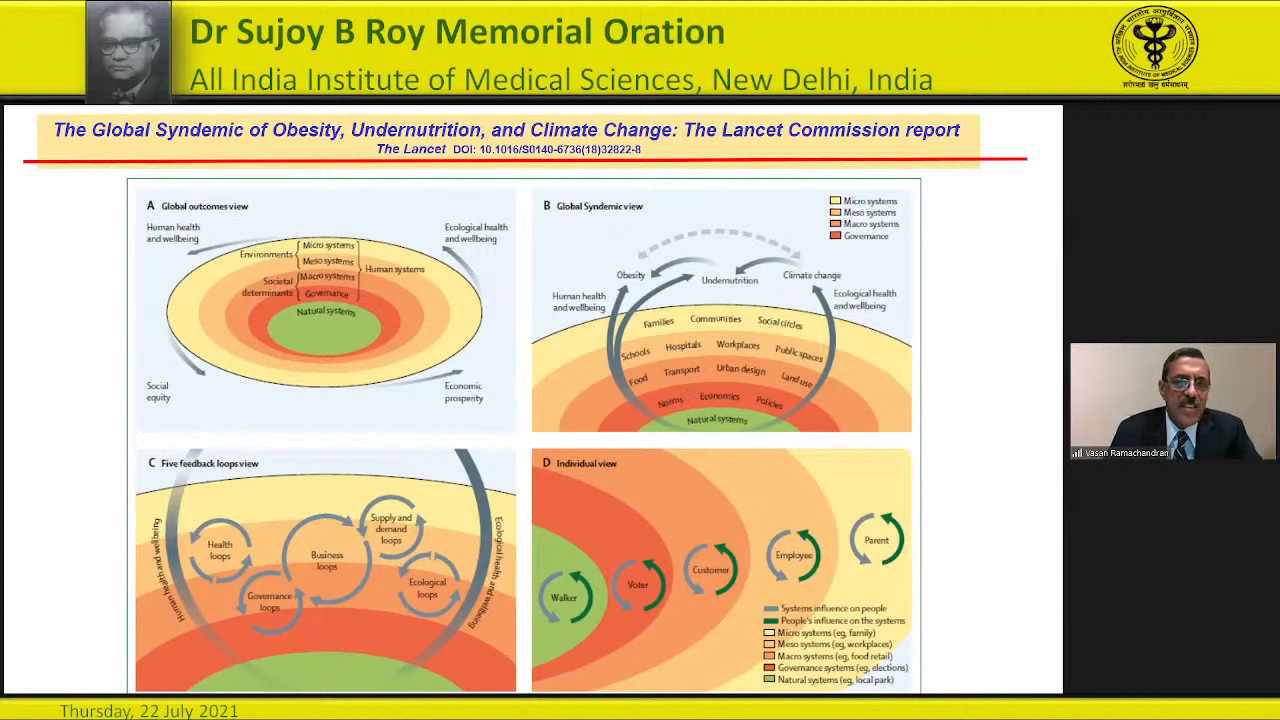 Dr Sujoy B Roy Memorial Oration
All India Institute of Medical Sciences, New Delhi, India
शरीरमाद्यं खलु धर्मसाधनम्
The Global Syndemic of Obesity, Undernutrition, and Climate Change: The Lancet Commission report
The Lancet DOI: 10.1016/S0140-6736(18)32822-8
A Global outcomes view
Human health
and wellbeing
Ecological health
and wellbeing
Environments
Micro systems
Meso systems
Societal
determinants
Macro systems
Governance
Human systems
Natural systems
Social
equity
Economic
prosperity
B Global Syndemic view
Micro systems
Meso systems
Macro systems
Governance
Obesity
Undernutrition
Climate change
Human health
and wellbeing
Ecological health
and wellbeing
Families Communities Social circles
Schools Hospitals Workplaces Public spaces
Food Transport Urban design Land use
Norms Economics Policies
Natural systems
C Five feedback loops view
Human health and wellbeing
Health
loops
Governance
loops
Business
loops
Supply and
demand
loops
Ecological
loops
Ecological health and wellbeing
D Individual view
Walker
Voter
Customer
Employee
Parent
Systems influence on people
People's influence on the systems
Micro systems (eg, family)
Meso systems (eg, workplaces)
Macro systems (eg, food retail)
Governance systems (eg, elections)
Natural systems (eg, local park)
Vasan Ramachandran
Thursday, 22 July 2021